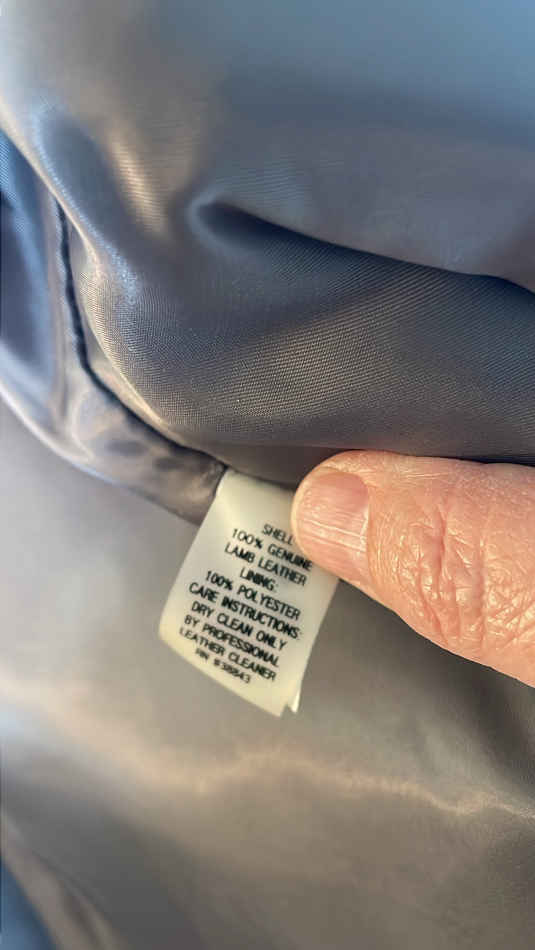 SHELL
100% GENUINE
LAMB LEATHER
LINING:
100% POLYESTER
CARE INSTRUCTIONS:
DRY CLEAN ONLY
BY PROFESSIONAL
LEATHER CLEANER
RN #38843